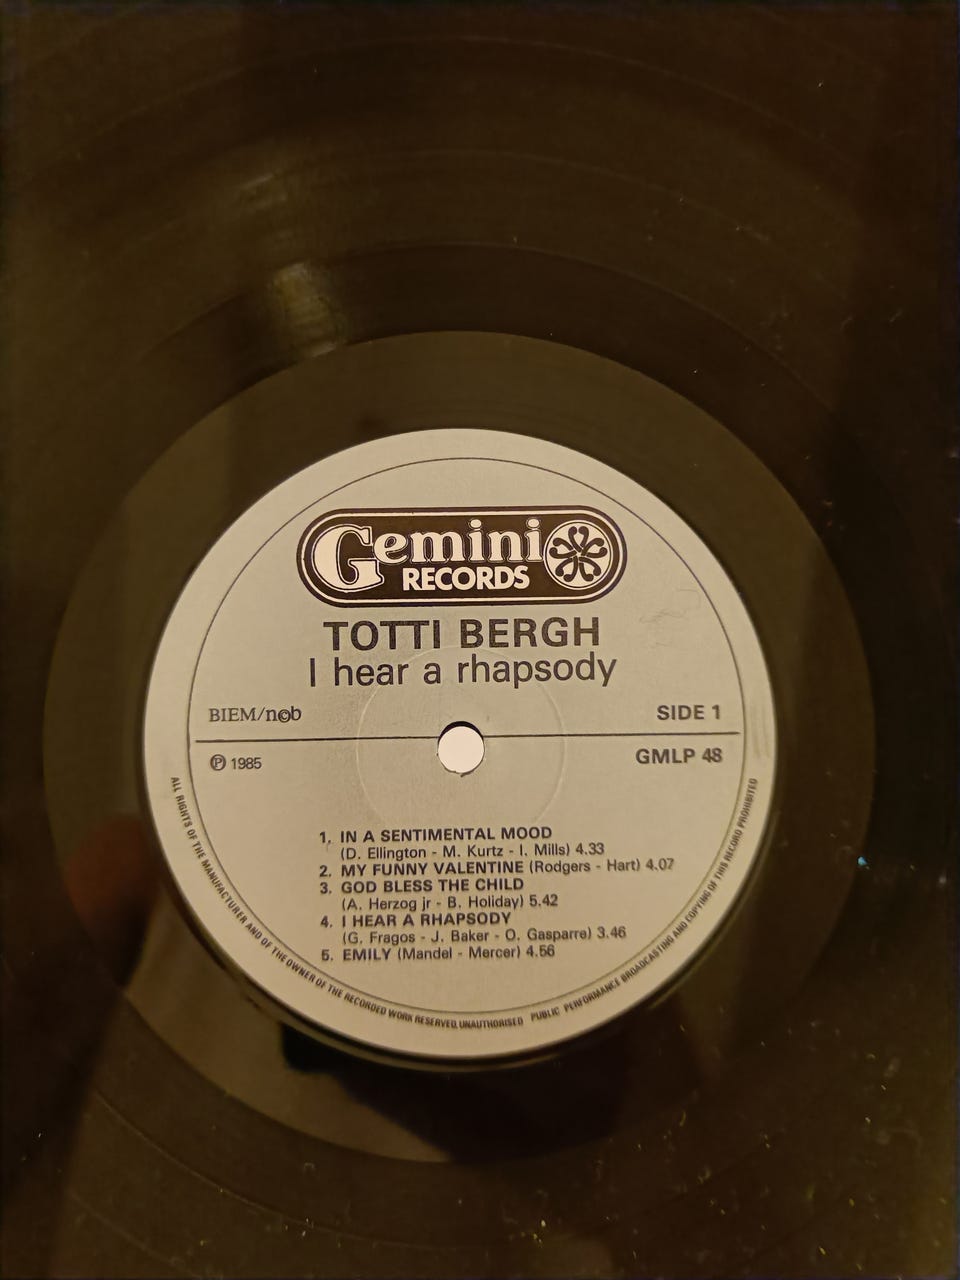 Gemini
RECORDS
TOTTI BERGH
I hear a rhapsody
BIEM/n©b
SIDE 1
℗ 1985
GMLP 48
1. IN A SENTIMENTAL MOOD
(D. Ellington - M. Kurtz - I. Mills) 4.33
2. MY FUNNY VALENTINE (Rodgers - Hart) 4.07
3. GOD BLESS THE CHILD
(A. Herzog jr - B. Holiday) 5.42
4. I HEAR A RHAPSODY
(G. Fragos - J. Baker - O. Gasparre) 3.46
5. EMILY (Mandel - Mercer) 4.56
ALL RIGHTS OF THE MANUFACTURER AND OF THE OWNER OF THE RECORDED WORK RESERVED. UNAUTHORISED PUBLIC PERFORMANCE BROADCASTING AND COPYING OF THIS RECORD PROHIBITED